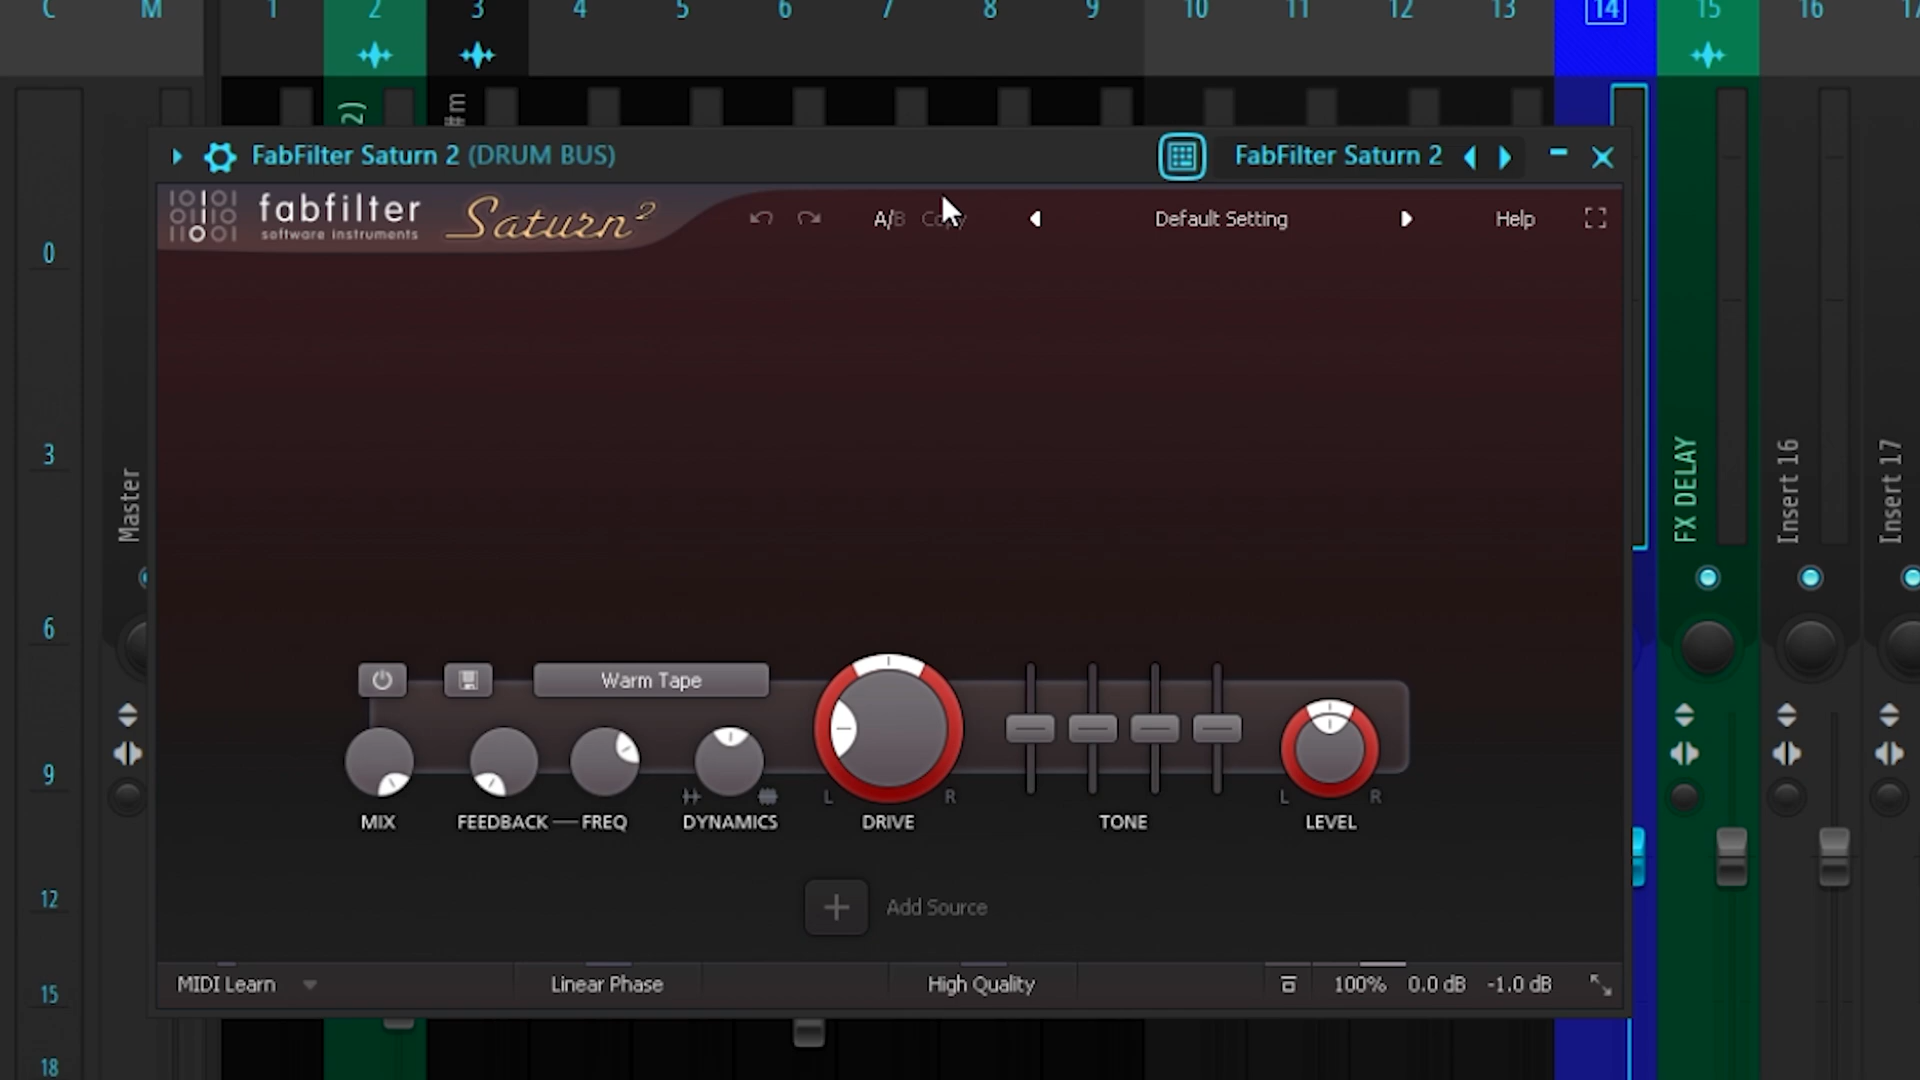 C M 1 2 3 4 5 6 7 8 9 10 11 12 13 14 15 16
2)
#m
FabFilter Saturn 2 (DRUM BUS) FabFilter Saturn 2
fabfilter
software instruments
Saturn 2
A/B Copy Default Setting Help
0
3
6
9
12
15
18
Master
FX DELAY
Insert 16
Insert 17
Warm Tape
L R L R
MIX FEEDBACK FREQ DYNAMICS DRIVE TONE LEVEL
Add Source
MIDI Learn Linear Phase High Quality 100% 0.0 dB -1.0 dB